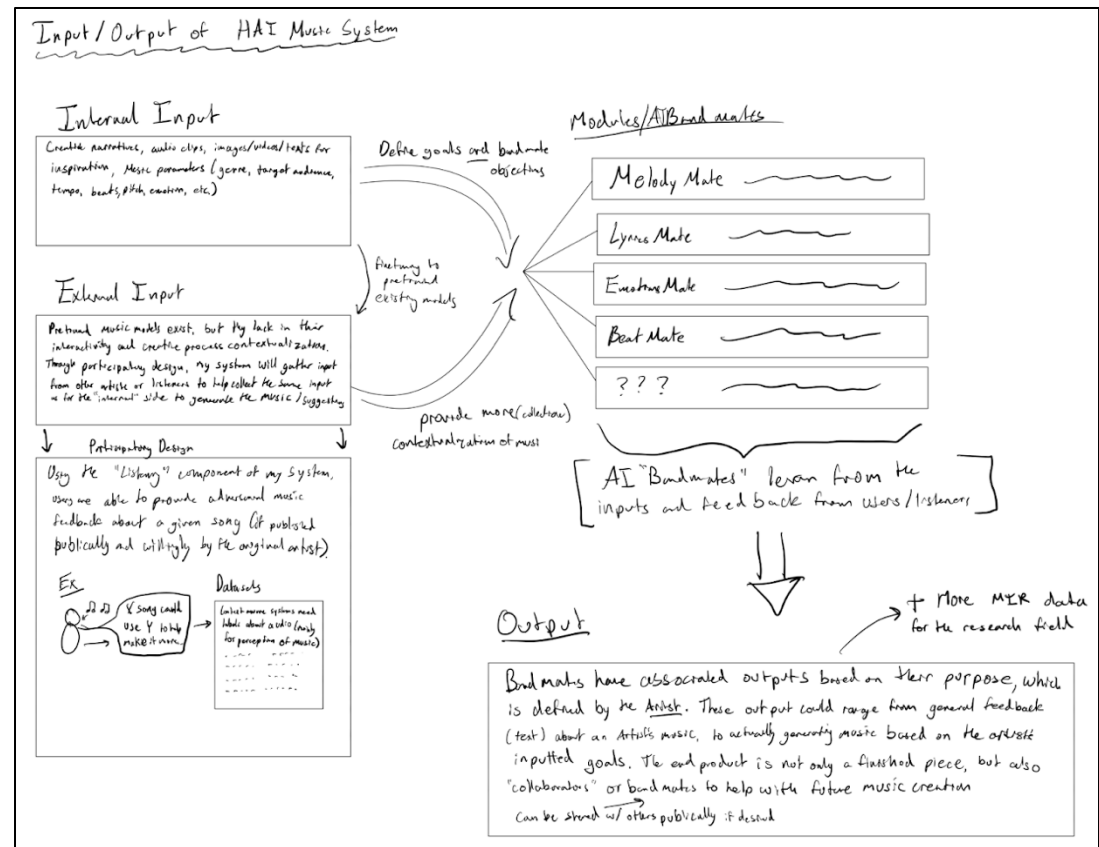 Input/Output of HAI Music System
Internal Input
Creative narratives, audio clips, images/videos/texts for
inspiration, Music parameters (genre, target audience,
tempo, beats, pitch, emotion, etc.)
Define goals and bandmate
objectives
finetuning to
pretrained
existing models
External Input
Pretrained music models exist, but they lack in their
interactivity and creative process contextualization.
Through participatory design, my system will gather input
from other artists or listeners to help collect the same input
as for the "internal" side to generate the music/suggestions
provide more (collection)
contextualization of music
Participatory Design
Using the "Listening" component of my system,
users are able to provide additional music
feedback about a given song (if published
publically and willingly by the original artist).
Ex
X song could
use Y to help
make it more...
Datasets
systems need
labels about audio (mainly
for perception of music)
Modules/AI Bandmates
Melody Mate
Lyrics Mate
Emotions Mate
Beat Mate
? ? ?
AI "Bandmates" learn from the
inputs and feedback from users/listeners
Output
+ More MIR data
for the research field
Bandmates have associated outputs based on their purpose, which
is defined by the Artist. These output could range from general feedback
(text) about an Artist's music, to actually generating music based on the artists
inputted goals. The end product is not only a finished piece, but also
"collaborators" or bandmates to help with future music creation
can be shared w/ others publically if desired